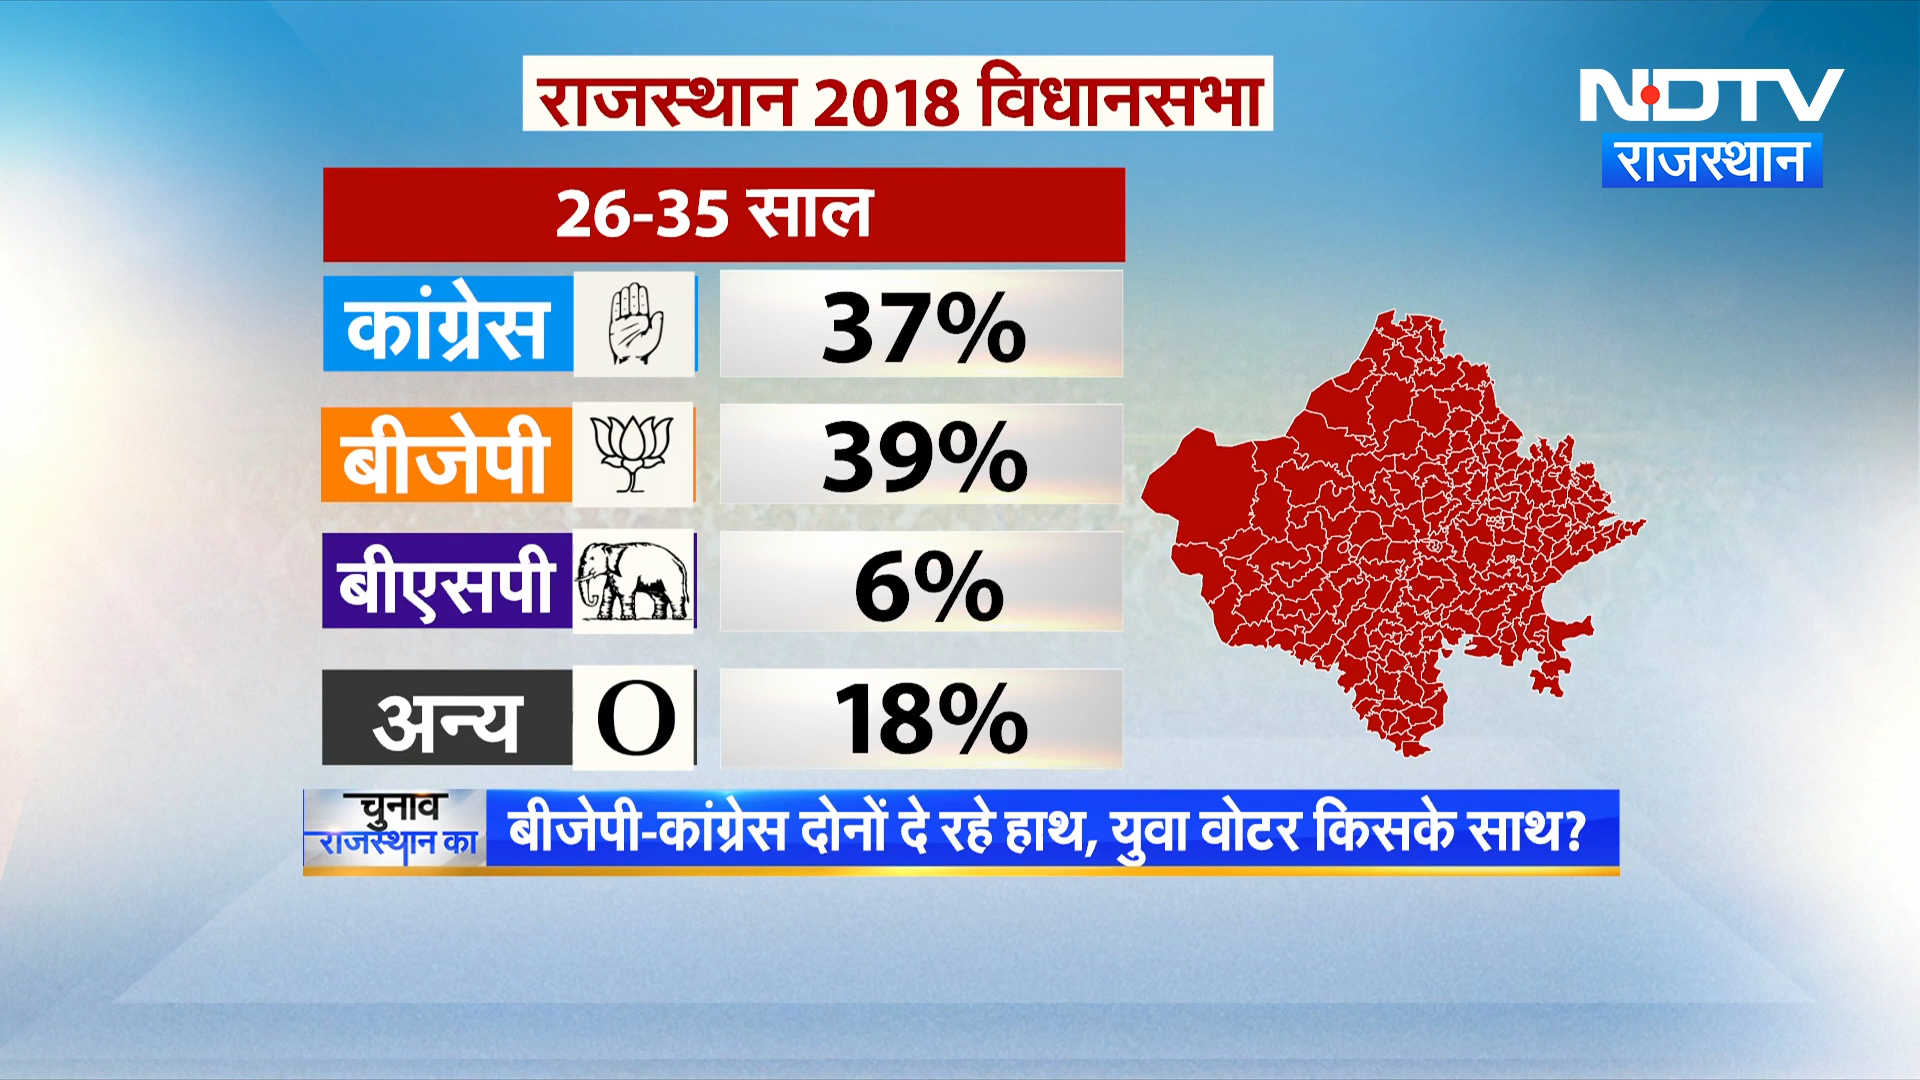 राजस्थान 2018 विधानसभा
NDTV
राजस्थान
26-35 साल
कांग्रेस 37%
बीजेपी 39%
बीएसपी 6%
अन्य O 18%
चुनाव
राजस्थान का
बीजेपी-कांग्रेस दोनों दे रहे हाथ, युवा वोटर किसके साथ?